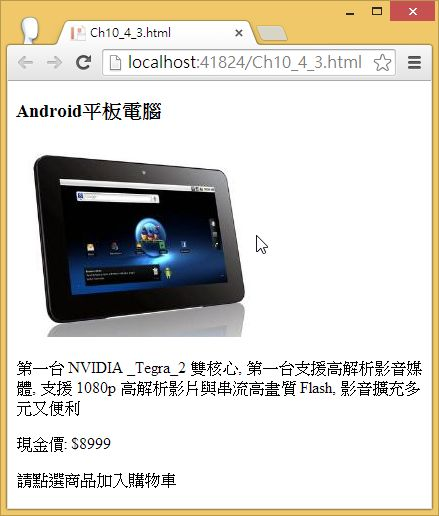 Ch10_4_3.html
localhost:41824/Ch10_4_3.html
Android平板電腦
第一台 NVIDIA _Tegra_2 雙核心, 第一台支援高解析影音媒
體, 支援 1080p 高解析影片與串流高畫質 Flash, 影音擴充多
元又便利
現金價: $8999
請點選商品加入購物車